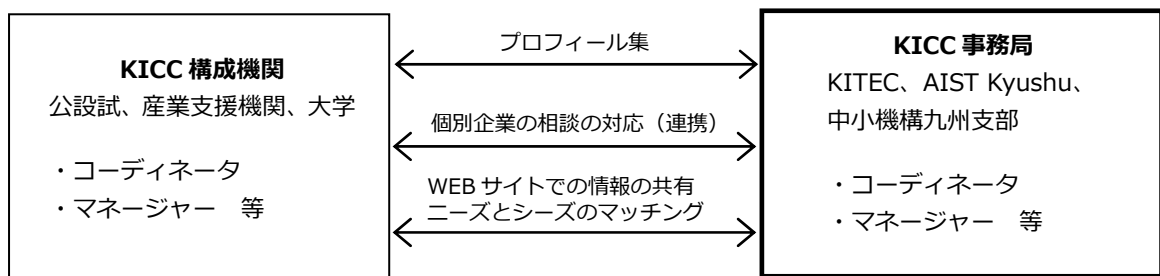 KICC 構成機関
公設試、産業支援機関、大学
・コーディネータ
・マネージャー 等
プロフィール集
個別企業の相談の対応（連携）
WEB サイトでの情報の共有
ニーズとシーズのマッチング
KICC 事務局
KITEC、AIST Kyushu、
中小機構九州支部
・コーディネータ
・マネージャー 等